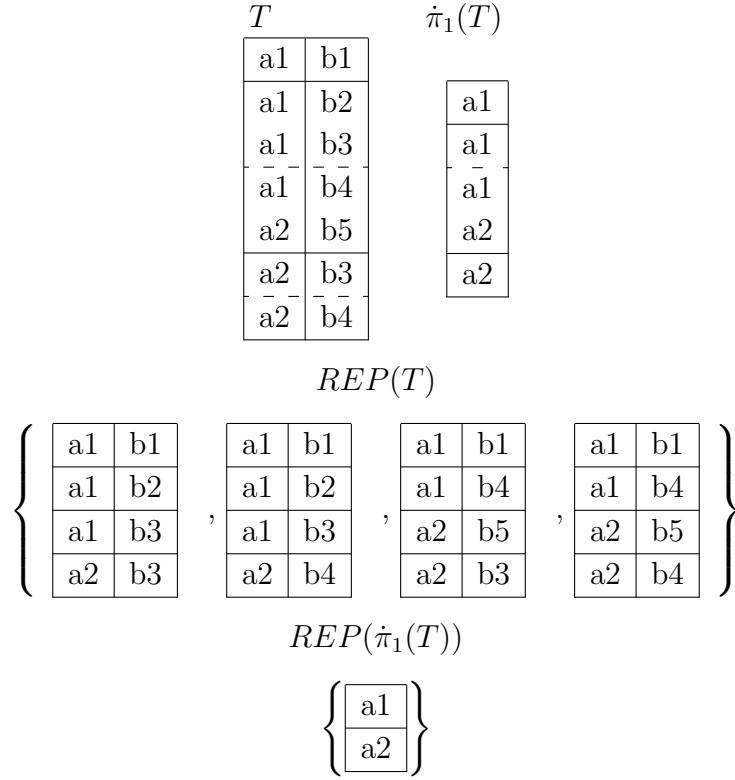 T π̇₁(T)
a1 b1
a1 b2 a1
a1 b3 a1
a1 b4 a1
a2 b5 a2
a2 b3 a2
a2 b4
REP(T)
{ a1 b1 , a1 b1 , a1 b1 , a1 b1 }
a1 b2 a1 b2 a1 b4 a1 b4
a1 b3 a1 b3 a2 b5 a2 b5
a2 b3 a2 b4 a2 b3 a2 b4
REP(π̇₁(T))
{ a1 }
a2